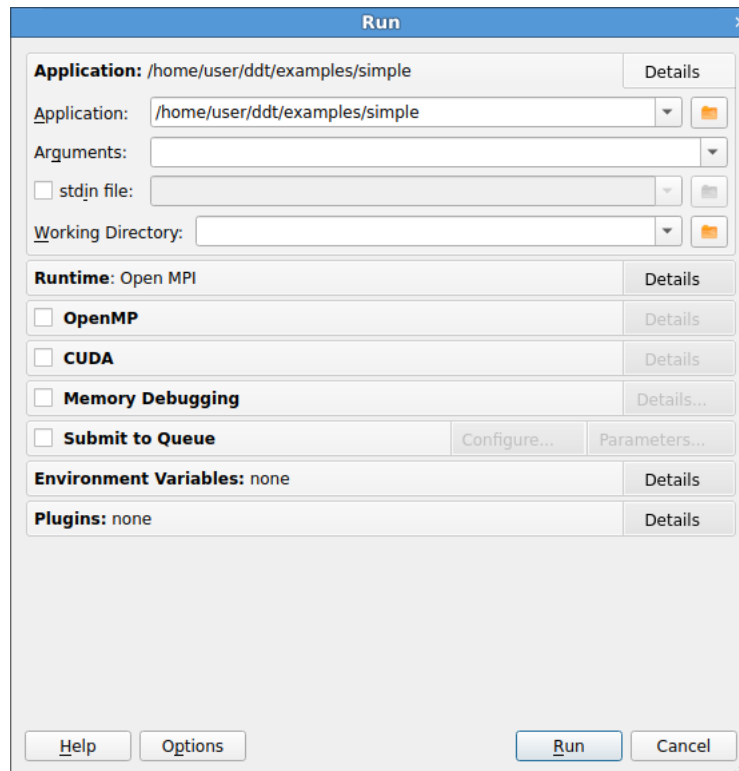 Run
Application: /home/user/ddt/examples/simple Details
Application: /home/user/ddt/examples/simple
Arguments:
stdin file:
Working Directory:
Runtime: Open MPI Details
OpenMP Details
CUDA Details
Memory Debugging Details...
Submit to Queue Configure... Parameters...
Environment Variables: none Details
Plugins: none Details
Help Options Run Cancel